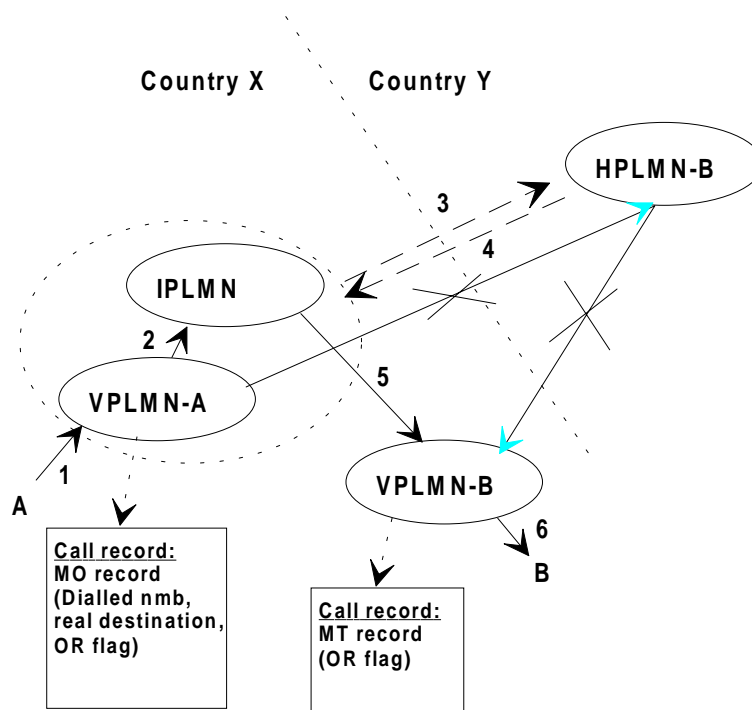 Country X
Country Y
HPLMN-B
3
4
IPLMN
2
5
VPLMN-A
1
A
VPLMN-B
6
B
Call record:
MO record
(Dialled nmb,
real destination,
OR flag)
Call record:
MT record
(OR flag)